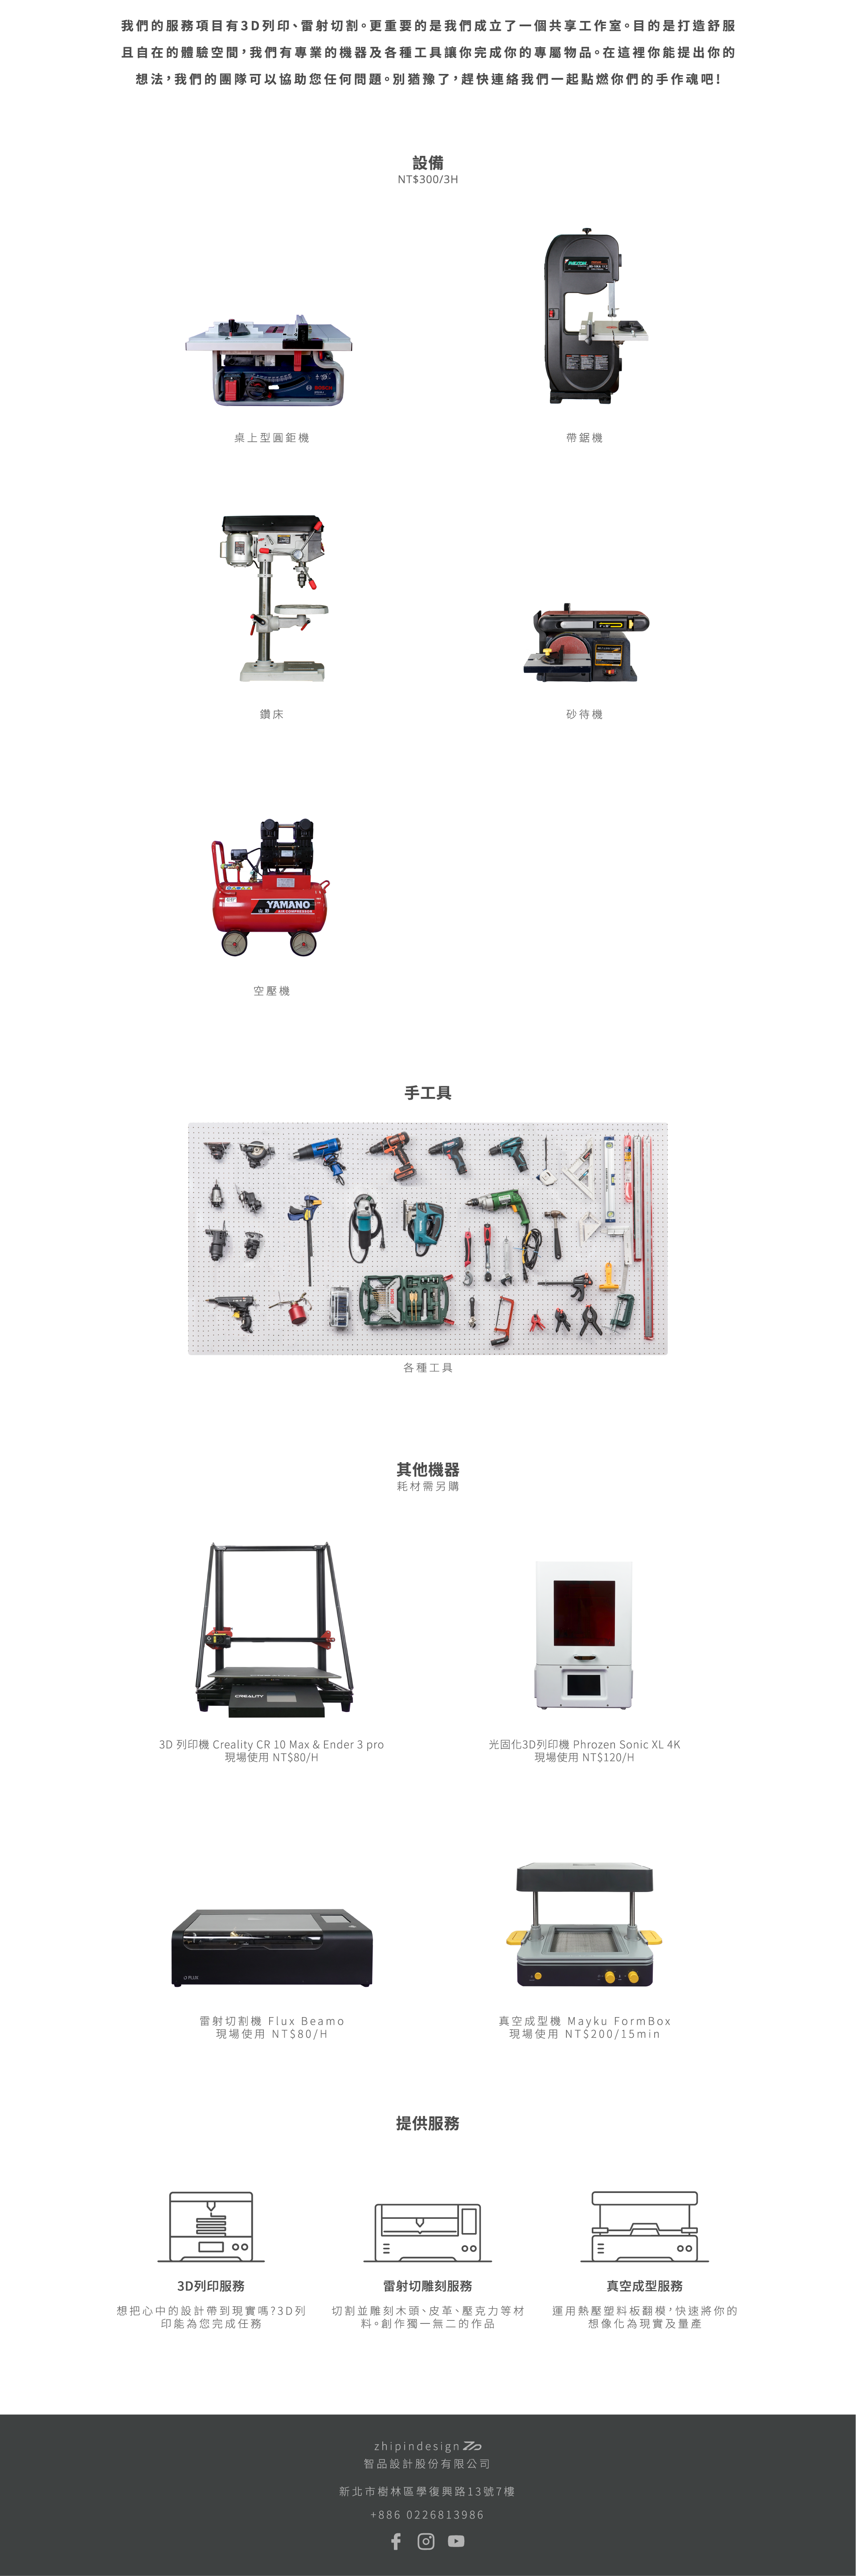 我們的服務項目有3D列印、雷射切割。更重要的是我們成立了一個共享工作室。目的是打造舒服
且自在的體驗空間，我們有專業的機器及各種工具讓你完成你的專屬物品。在這裡你能提出你的
想法，我們的團隊可以協助您任何問題。別猶豫了，趕快連絡我們一起點燃你們的手作魂吧！
設備
NT$300/3H
桌上型圓鉅機
帶鋸機
鑽床
砂待機
YAMANO
AIR COMPRESSOR
空壓機
手工具
各種工具
其他機器
耗材需另購
CREALITY
3D 列印機 Creality CR 10 Max & Ender 3 pro
現場使用 NT$80/H
光固化3D列印機 Phrozen Sonic XL 4K
現場使用 NT$120/H
雷射切割機 Flux Beamo
現場使用 NT$80/H
真空成型機 Mayku FormBox
現場使用 NT$200/15min
提供服務
3D列印服務
想把心中的設計帶到現實嗎？3D列
印能為您完成任務
雷射切雕刻服務
切割並雕刻木頭、皮革、壓克力等材
料。創作獨一無二的作品
真空成型服務
運用熱壓塑料板翻模，快速將你的
想像化為現實及量產
zhipindesign
智品設計股份有限公司
新北市樹林區學復興路13號7樓
+886 0226813986